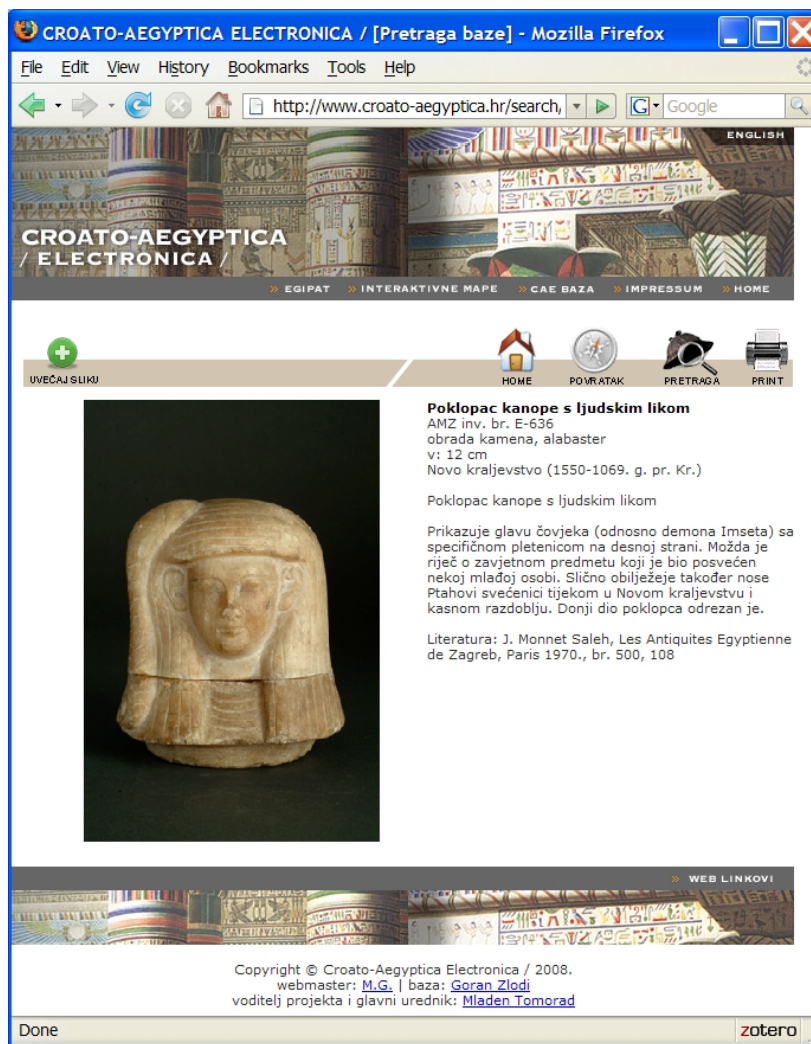 CROATO-AEGYPTICA ELECTRONICA / [Pretraga baze] - Mozilla Firefox
File Edit View History Bookmarks Tools Help
http://www.croato-aegyptica.hr/search, G Google
ENGLISH
CROATO-AEGYPTICA
/ ELECTRONICA /
» EGIPAT » INTERAKTIVNE MAPE » CAE BAZA » IMPRESSUM » HOME
UVEĆAJ SLIKU HOME POVRATAK PRETRAGA PRINT
Poklopac kanope s ljudskim likom
AMZ inv. br. E-636
obrada kamena, alabaster
v: 12 cm
Novo kraljevstvo (1550-1069. g. pr. Kr.)
Poklopac kanope s ljudskim likom
Prikazuje glavu čovjeka (odnosno demona Imseta) sa
specifičnom pletenicom na desnoj strani. Možda je
riječ o zavjetnom predmetu koji je bio posvećen
nekoj mlađoj osobi. Slično obilježeje također nose
Ptahovi svećenici tijekom u Novom kraljevstvu i
kasnom razdoblju. Donji dio poklopca odrezan je.
Literatura: J. Monnet Saleh, Les Antiquites Egyptienne
de Zagreb, Paris 1970., br. 500, 108
» WEB LINKOVI
Copyright © Croato-Aegyptica Electronica / 2008.
webmaster: M.G. | baza: Goran Zlodi
voditelj projekta i glavni urednik: Mladen Tomorad
Done zotero